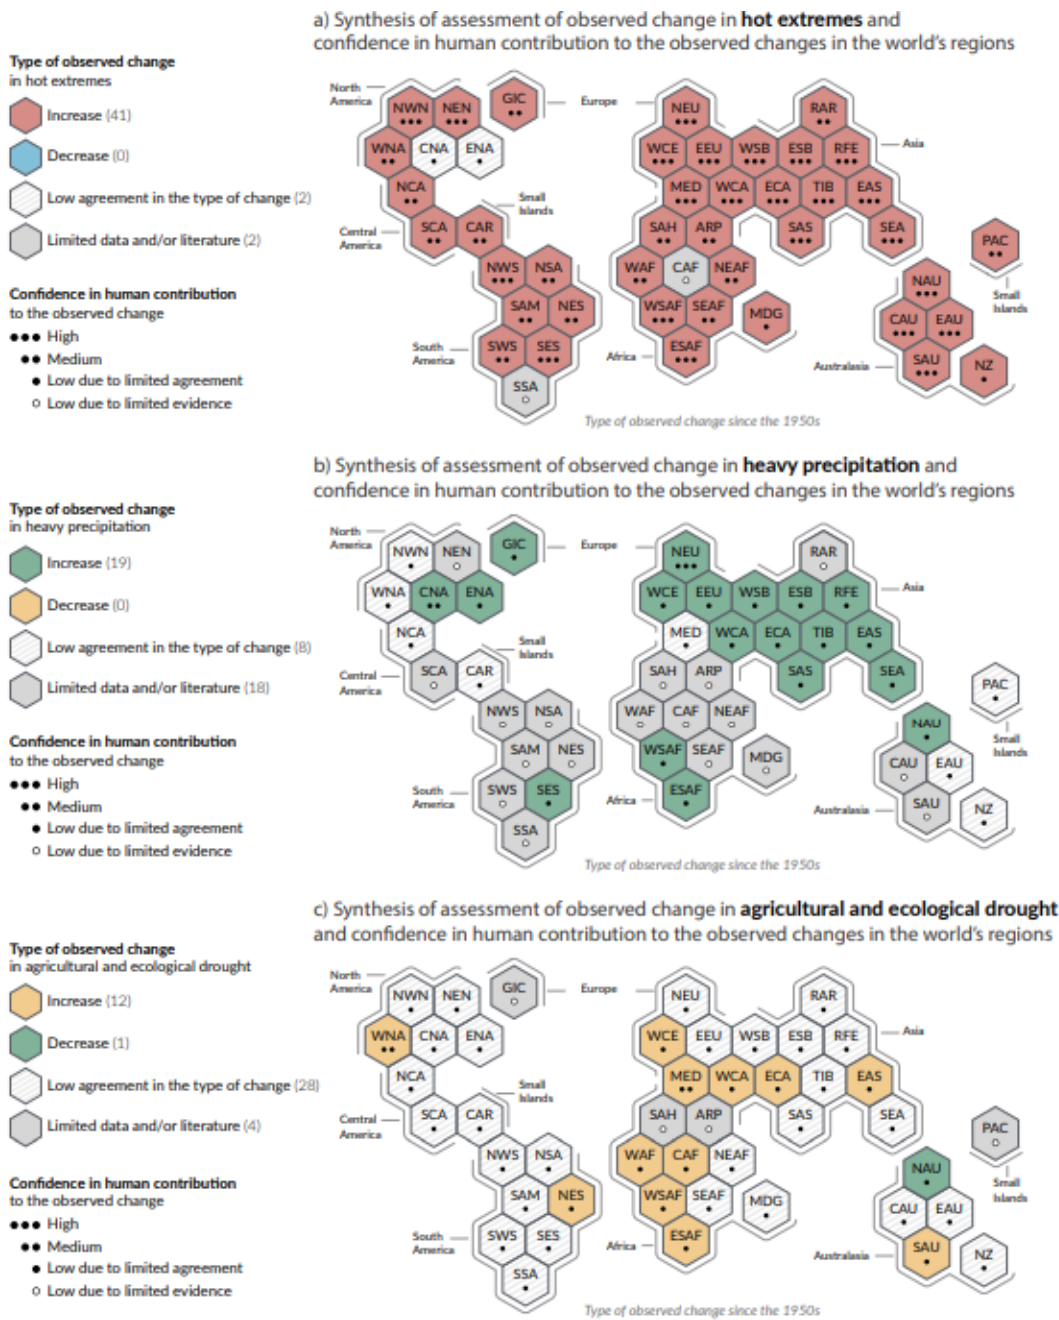 a) Synthesis of assessment of observed change in hot extremes and
confidence in human contribution to the observed changes in the world's regions
Type of observed change
in hot extremes
Increase (41)
Decrease (0)
Low agreement in the type of change (2)
Limited data and/or literature (2)
Confidence in human contribution
to the observed change
High
Medium
Low due to limited agreement
Low due to limited evidence
North
America
NWN NEN GIC Europe NEU RAR
WNA CNA ENA WCE EEU WSB ESB RFE Asia
NCA Small
Islands MED WCA ECA TIB EAS
Central
America SCA CAR SAH ARP SAS SEA PAC
NWS NSA WAF CAF NEAF NAU Small
Islands
SAM NES WSAF SEAF MDG CAU EAU
South
America SWS SES Africa ESAF Australasia SAU NZ
SSA
Type of observed change since the 1950s
b) Synthesis of assessment of observed change in heavy precipitation and
confidence in human contribution to the observed changes in the world's regions
Type of observed change
in heavy precipitation
Increase (19)
Decrease (0)
Low agreement in the type of change (8)
Limited data and/or literature (18)
Confidence in human contribution
to the observed change
High
Medium
Low due to limited agreement
Low due to limited evidence
North
America
NWN NEN GIC Europe NEU RAR
WNA CNA ENA WCE EEU WSB ESB RFE Asia
NCA Small
Islands MED WCA ECA TIB EAS
Central
America SCA CAR SAH ARP SAS SEA PAC
NWS NSA WAF CAF NEAF NAU Small
Islands
SAM NES WSAF SEAF MDG CAU EAU
South
America SWS SES Africa ESAF Australasia SAU NZ
SSA
Type of observed change since the 1950s
c) Synthesis of assessment of observed change in agricultural and ecological drought
and confidence in human contribution to the observed changes in the world's regions
Type of observed change
in agricultural and ecological drought
Increase (12)
Decrease (1)
Low agreement in the type of change (28)
Limited data and/or literature (4)
Confidence in human contribution
to the observed change
High
Medium
Low due to limited agreement
Low due to limited evidence
North
America
NWN NEN GIC Europe NEU RAR
WNA CNA ENA WCE EEU WSB ESB RFE Asia
NCA Small
Islands MED WCA ECA TIB EAS
Central
America SCA CAR SAH ARP SAS SEA PAC
NWS NSA WAF CAF NEAF NAU Small
Islands
SAM NES WSAF SEAF MDG CAU EAU
South
America SWS SES Africa ESAF Australasia SAU NZ
SSA
Type of observed change since the 1950s